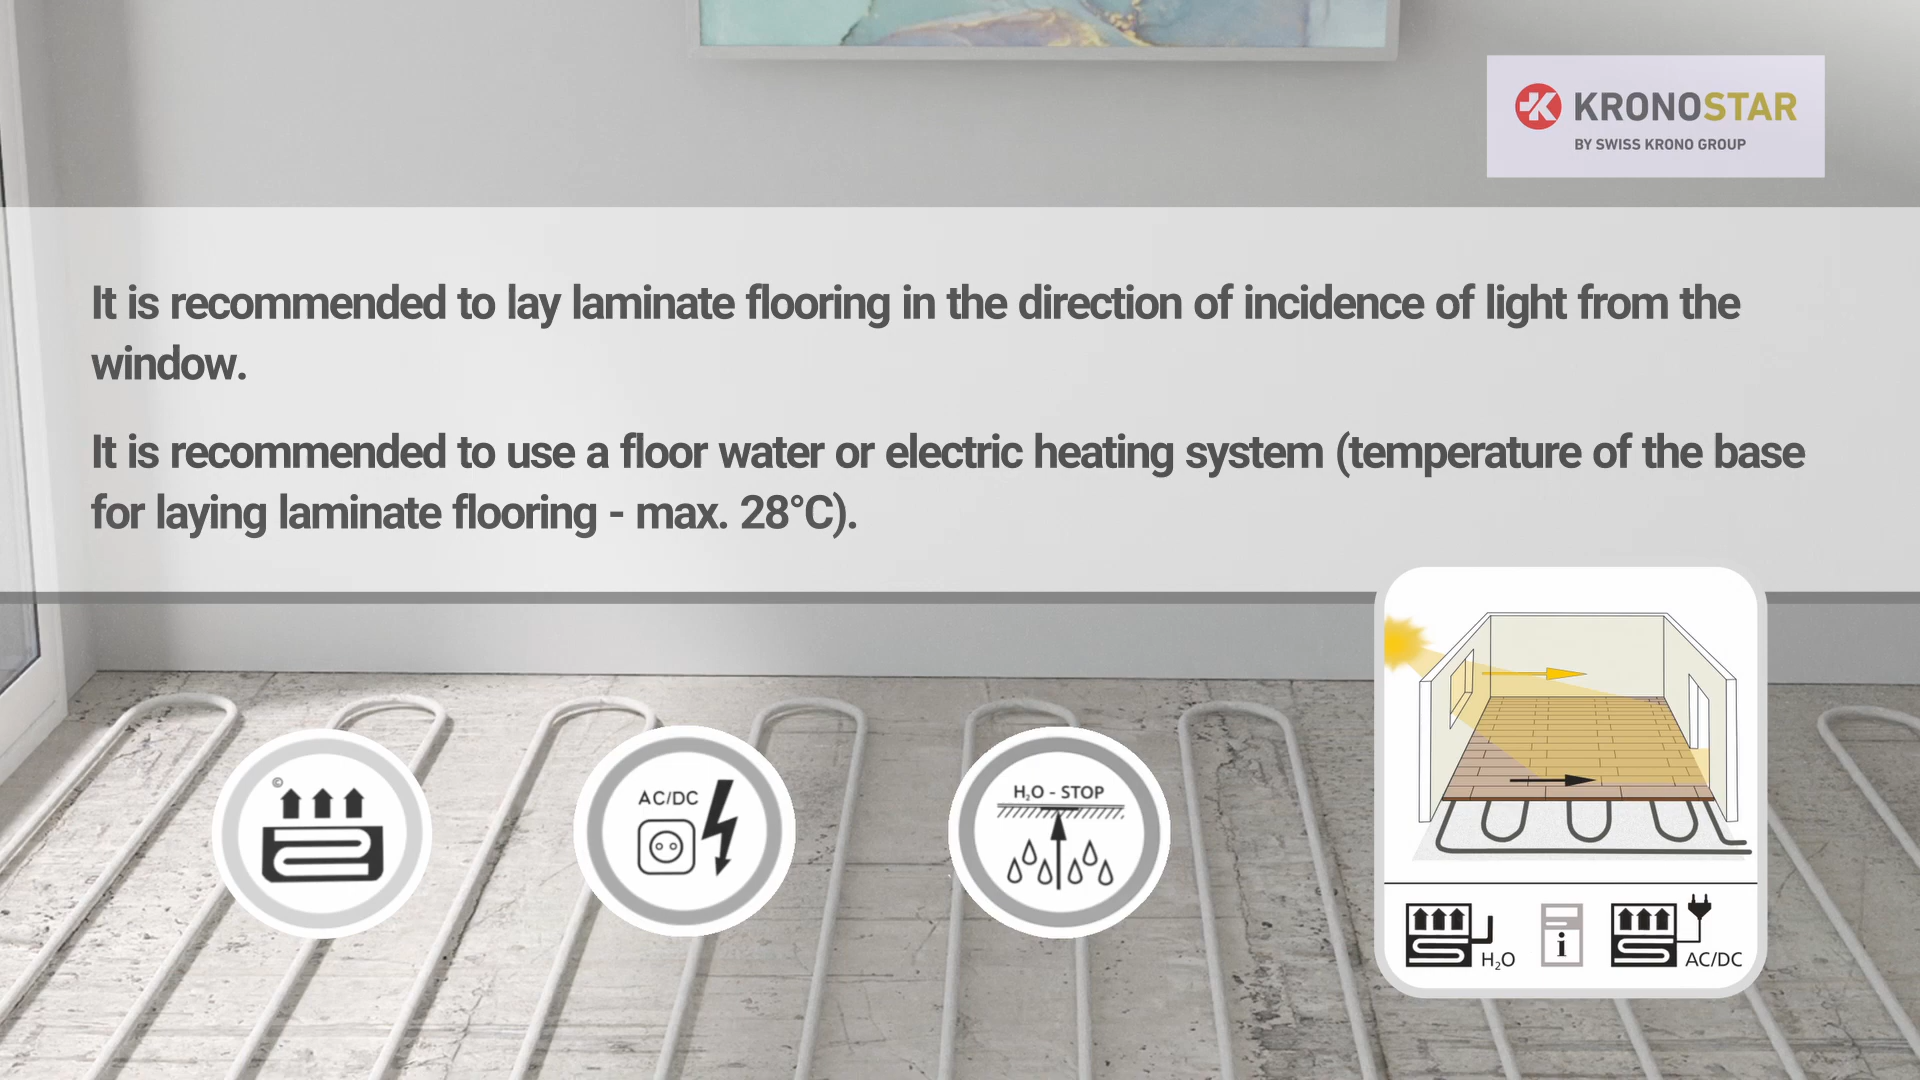 KRONOSTAR
BY SWISS KRONO GROUP
It is recommended to lay laminate flooring in the direction of incidence of light from the
window.
It is recommended to use a floor water or electric heating system (temperature of the base
for laying laminate flooring - max. 28°C).
©
AC/DC
H₂O - STOP
H₂O
i
AC/DC